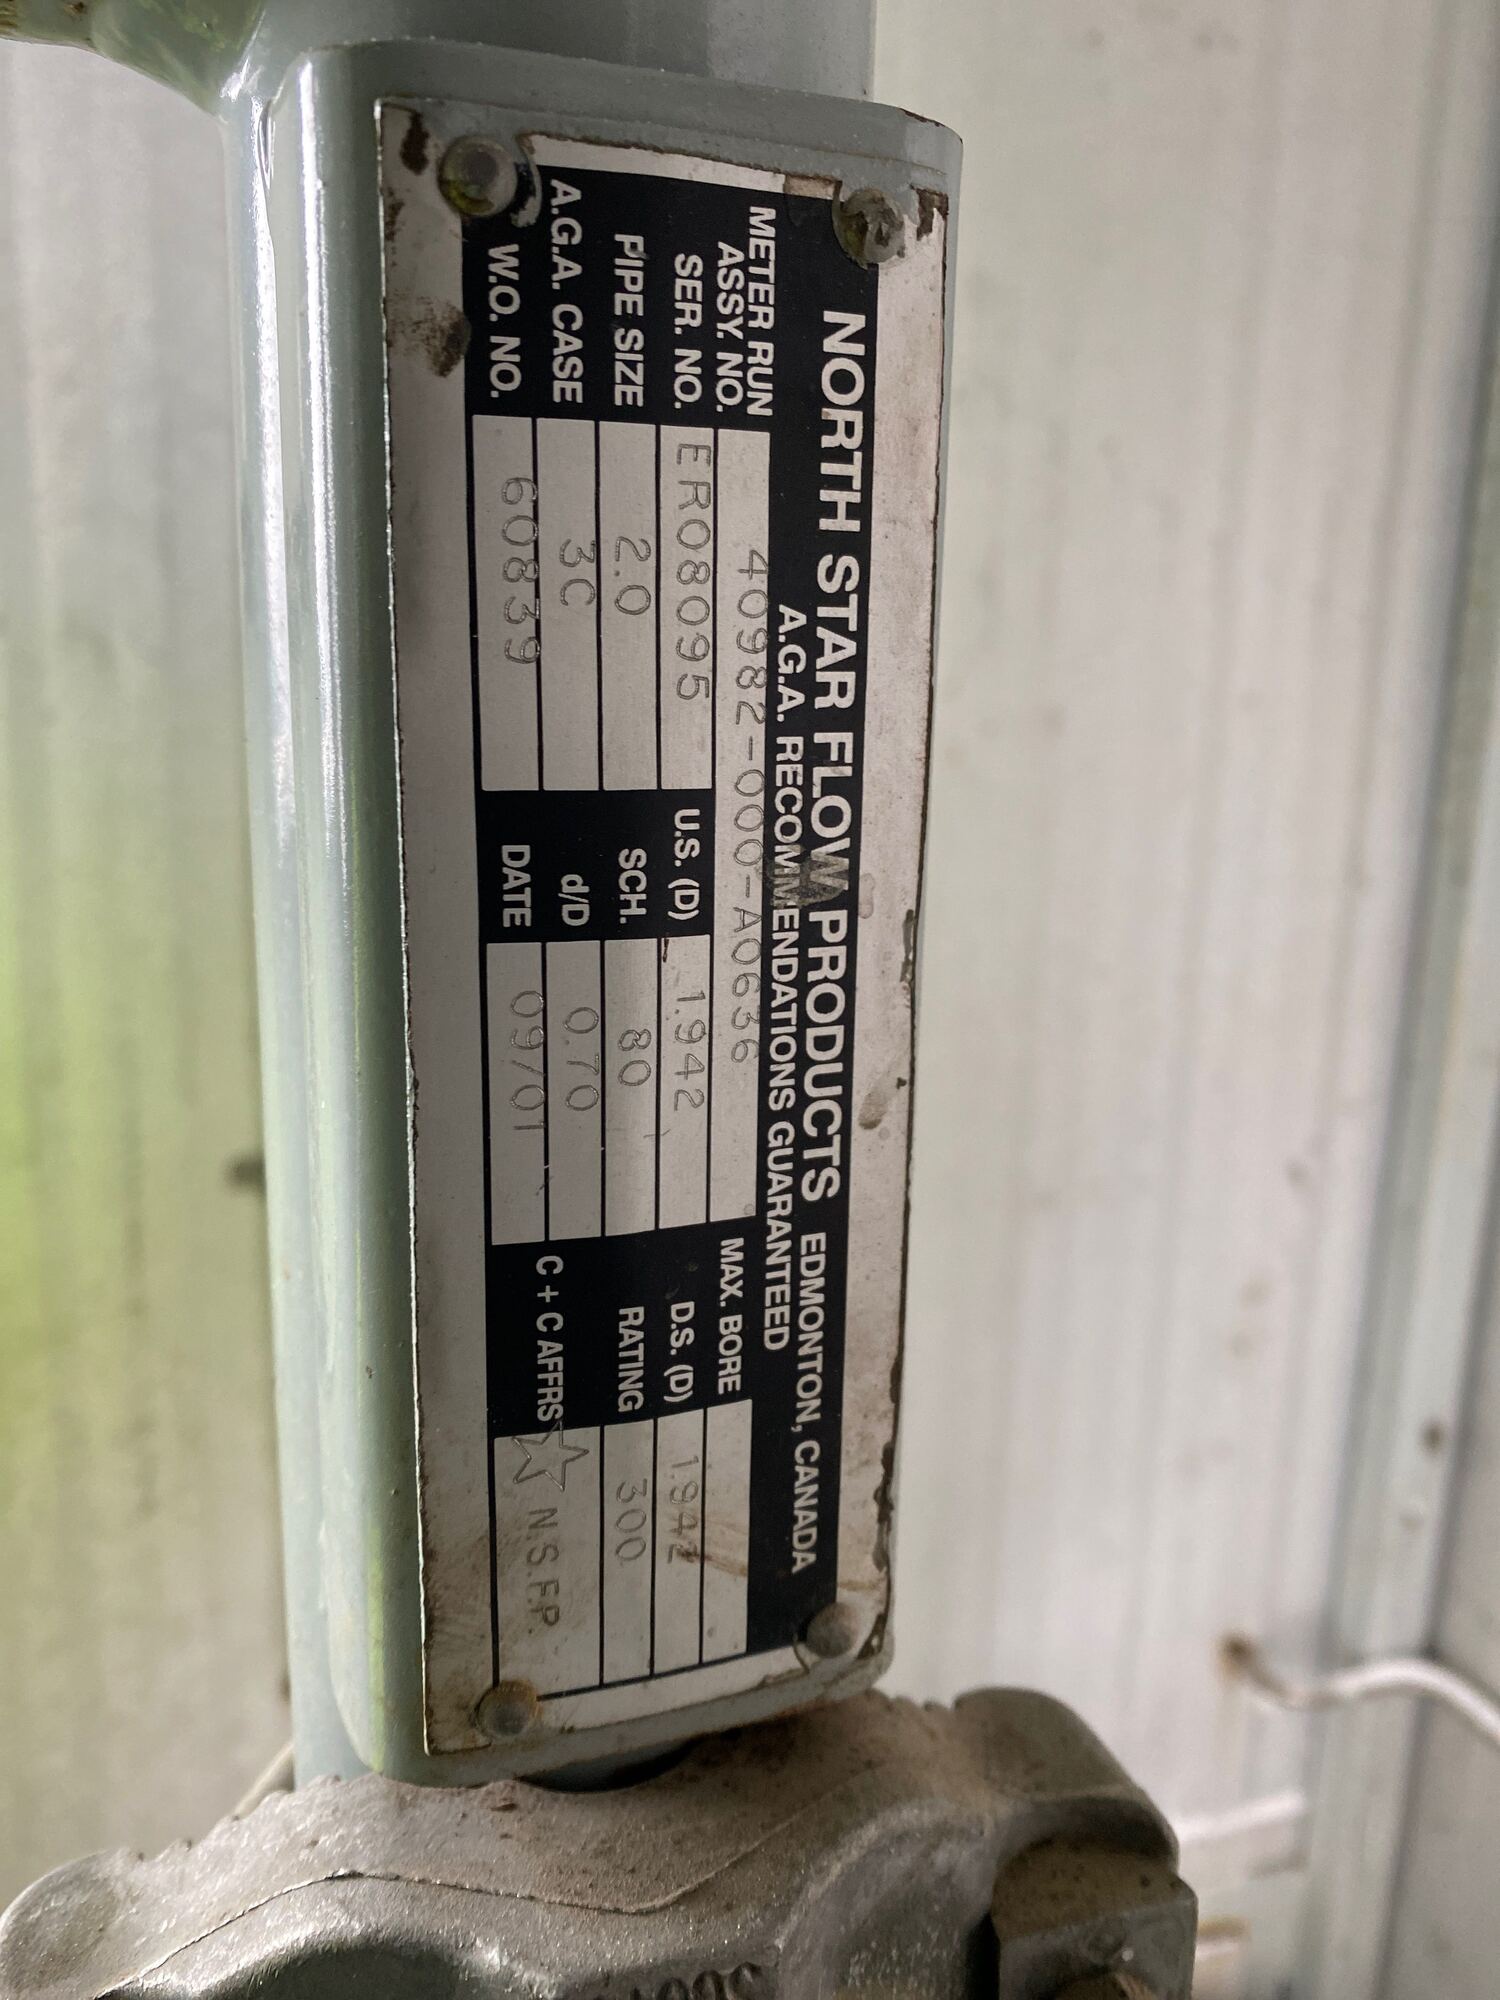 NORTH STAR FLOW PRODUCTS EDMONTON, CANADA
A.G.A. RECOMMENDATIONS GUARANTEED
METER RUN
ASSY. NO. 40982-000-A0636 MAX. BORE
SER. NO. ER08095 U.S. (D) 1.942 D.S. (D) 1.942
PIPE SIZE 2.0 SCH. 80 RATING 300
A.G.A. CASE 3C d/D 0.70 C + C AFFRS N.S.F.P.
W.O. NO. 60839 DATE 09/01